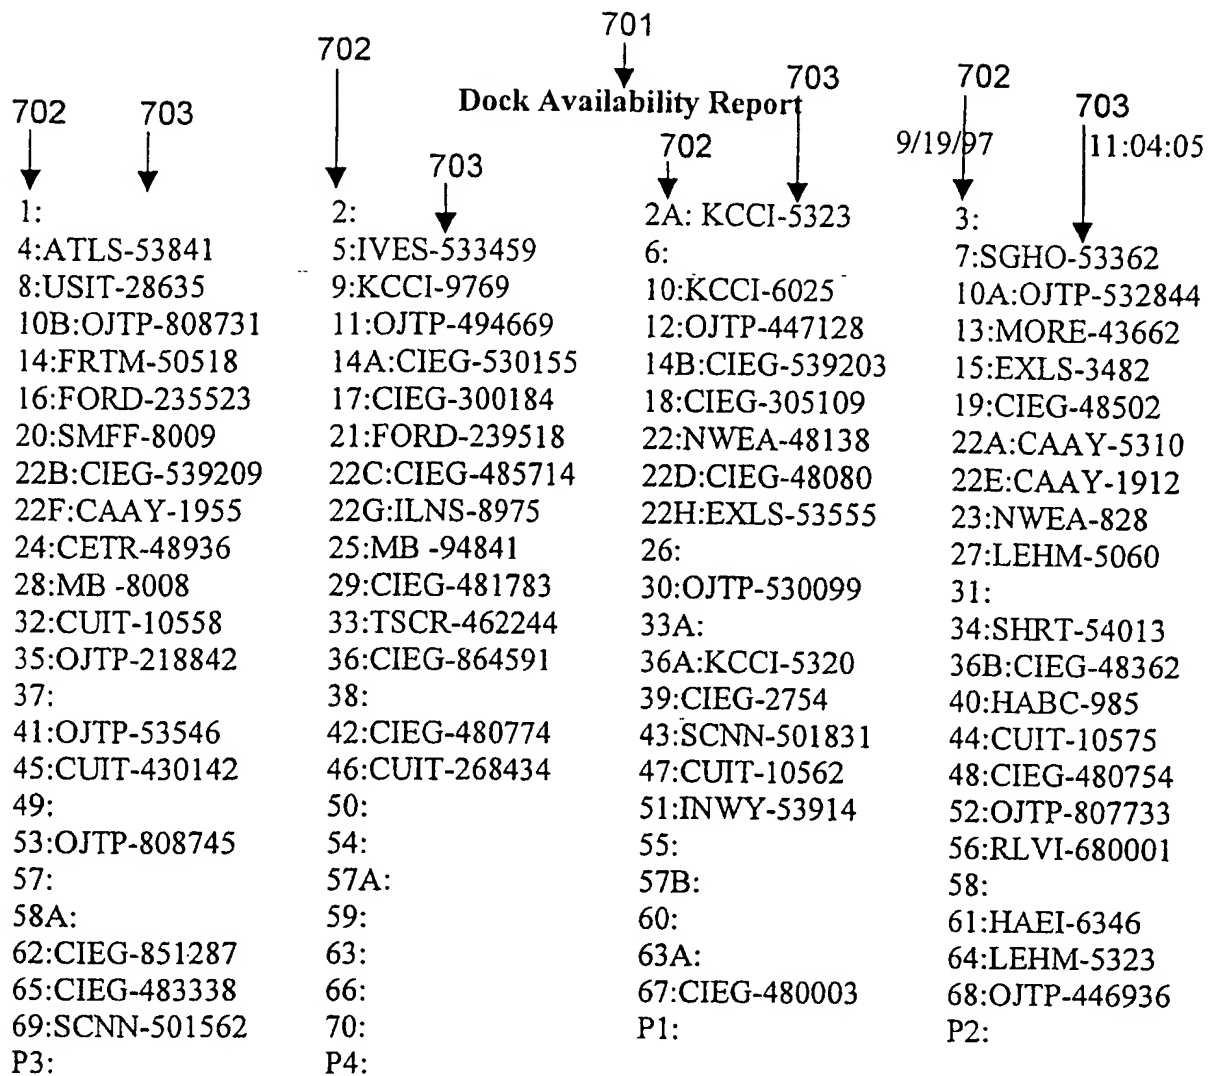 701
702 703 702
Dock Availability Report
702 703 703
9/19/97 11:04:05
702
703
1: 2: 2A: KCCI-5323 3:
4:ATLS-53841 5:IVES-533459 6: 7:SGHO-53362
8:USIT-28635 9:KCCI-9769 10:KCCI-6025 10A:OJTP-532844
10B:OJTP-808731 11:OJTP-494669 12:OJTP-447128 13:MORE-43662
14:FRTM-50518 14A:CIEG-530155 14B:CIEG-539203 15:EXLS-3482
16:FORD-235523 17:CIEG-300184 18:CIEG-305109 19:CIEG-48502
20:SMFF-8009 21:FORD-239518 22:NWEA-48138 22A:CAAY-5310
22B:CIEG-539209 22C:CIEG-485714 22D:CIEG-48080 22E:CAAY-1912
22F:CAAY-1955 22G:ILNS-8975 22H:EXLS-53555 23:NWEA-828
24:CETR-48936 25:MB -94841 26: 27:LEHM-5060
28:MB -8008 29:CIEG-481783 30:OJTP-530099 31:
32:CUIT-10558 33:TSCR-462244 33A: 34:SHRT-54013
35:OJTP-218842 36:CIEG-864591 36A:KCCI-5320 36B:CIEG-48362
37: 38: 39:CIEG-2754 40:HABC-985
41:OJTP-53546 42:CIEG-480774 43:SCNN-501831 44:CUIT-10575
45:CUIT-430142 46:CUIT-268434 47:CUIT-10562 48:CIEG-480754
49: 50: 51:INWY-53914 52:OJTP-807733
53:OJTP-808745 54: 55: 56:RLVI-680001
57: 57A: 57B: 58:
58A: 59: 60: 61:HAEI-6346
62:CIEG-851287 63: 63A: 64:LEHM-5323
65:CIEG-483338 66: 67:CIEG-480003 68:OJTP-446936
69:SCNN-501562 70: P1: P2:
P3: P4: